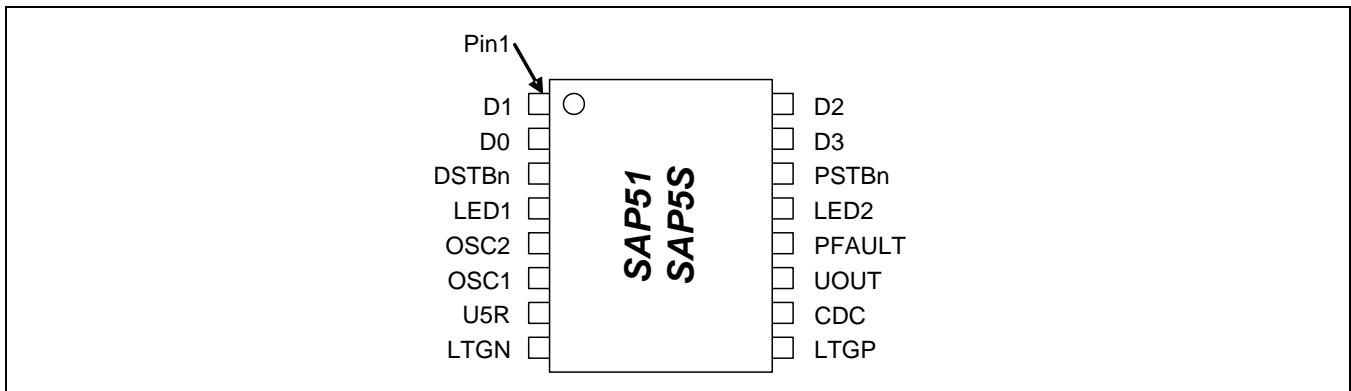 Pin1
D1
D2
D0
D3
DSTBn
PSTBn
LED1
LED2
OSC2
PFAULT
OSC1
UOUT
U5R
CDC
LTGN
LTGP
SAP51
SAP5S